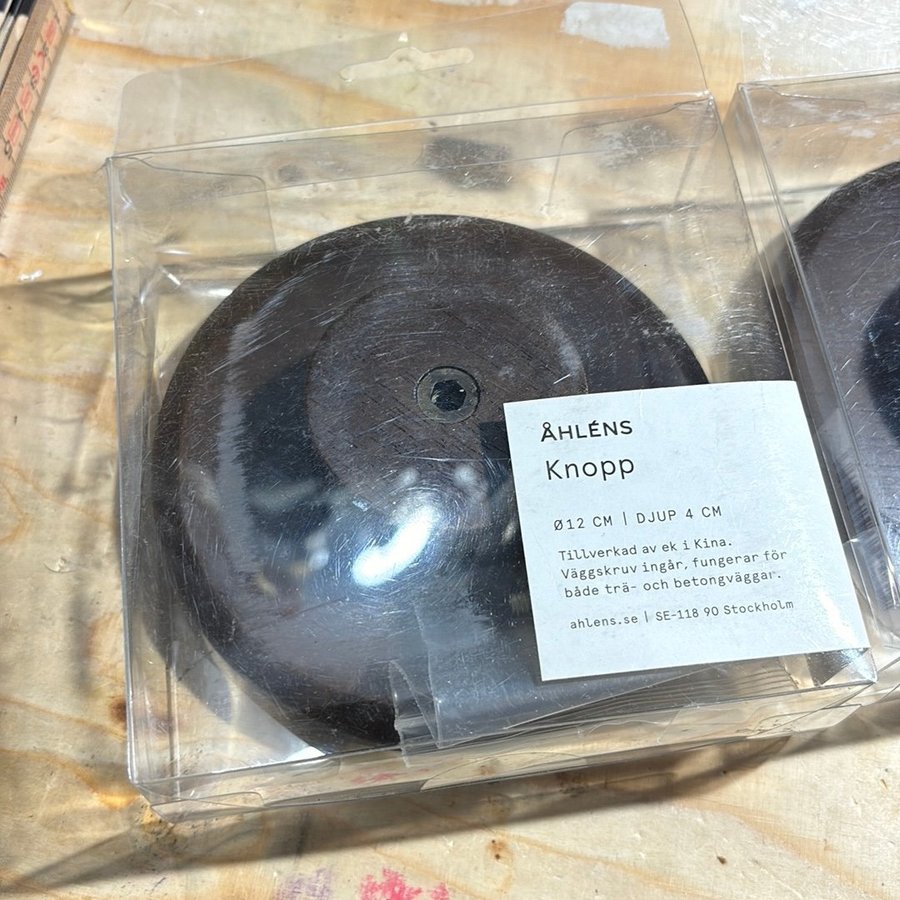 ÅHLÉNS
Knopp
Ø12 CM | DJUP 4 CM
Tillverkad av ek i Kina.
Väggskruv ingår, fungerar för
både trä- och betongväggar.
ahlens.se | SE-118 90 Stockholm